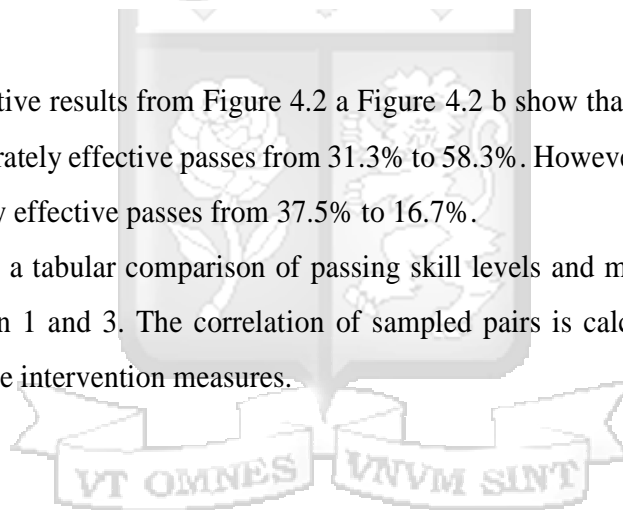 tive results from Figure 4.2 a Figure 4.2 b show tha
rately effective passes from 31.3% to 58.3%. Howeve
y effective passes from 37.5% to 16.7%.
a tabular comparison of passing skill levels and m
n 1 and 3. The correlation of sampled pairs is calc
e intervention measures.
VT OMNES VNVM SINT